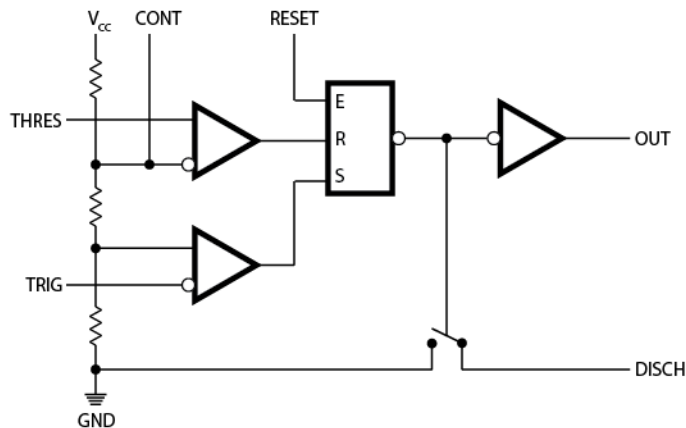 Vcc
CONT
RESET
THRES
E
R
S
OUT
TRIG
DISCH
GND